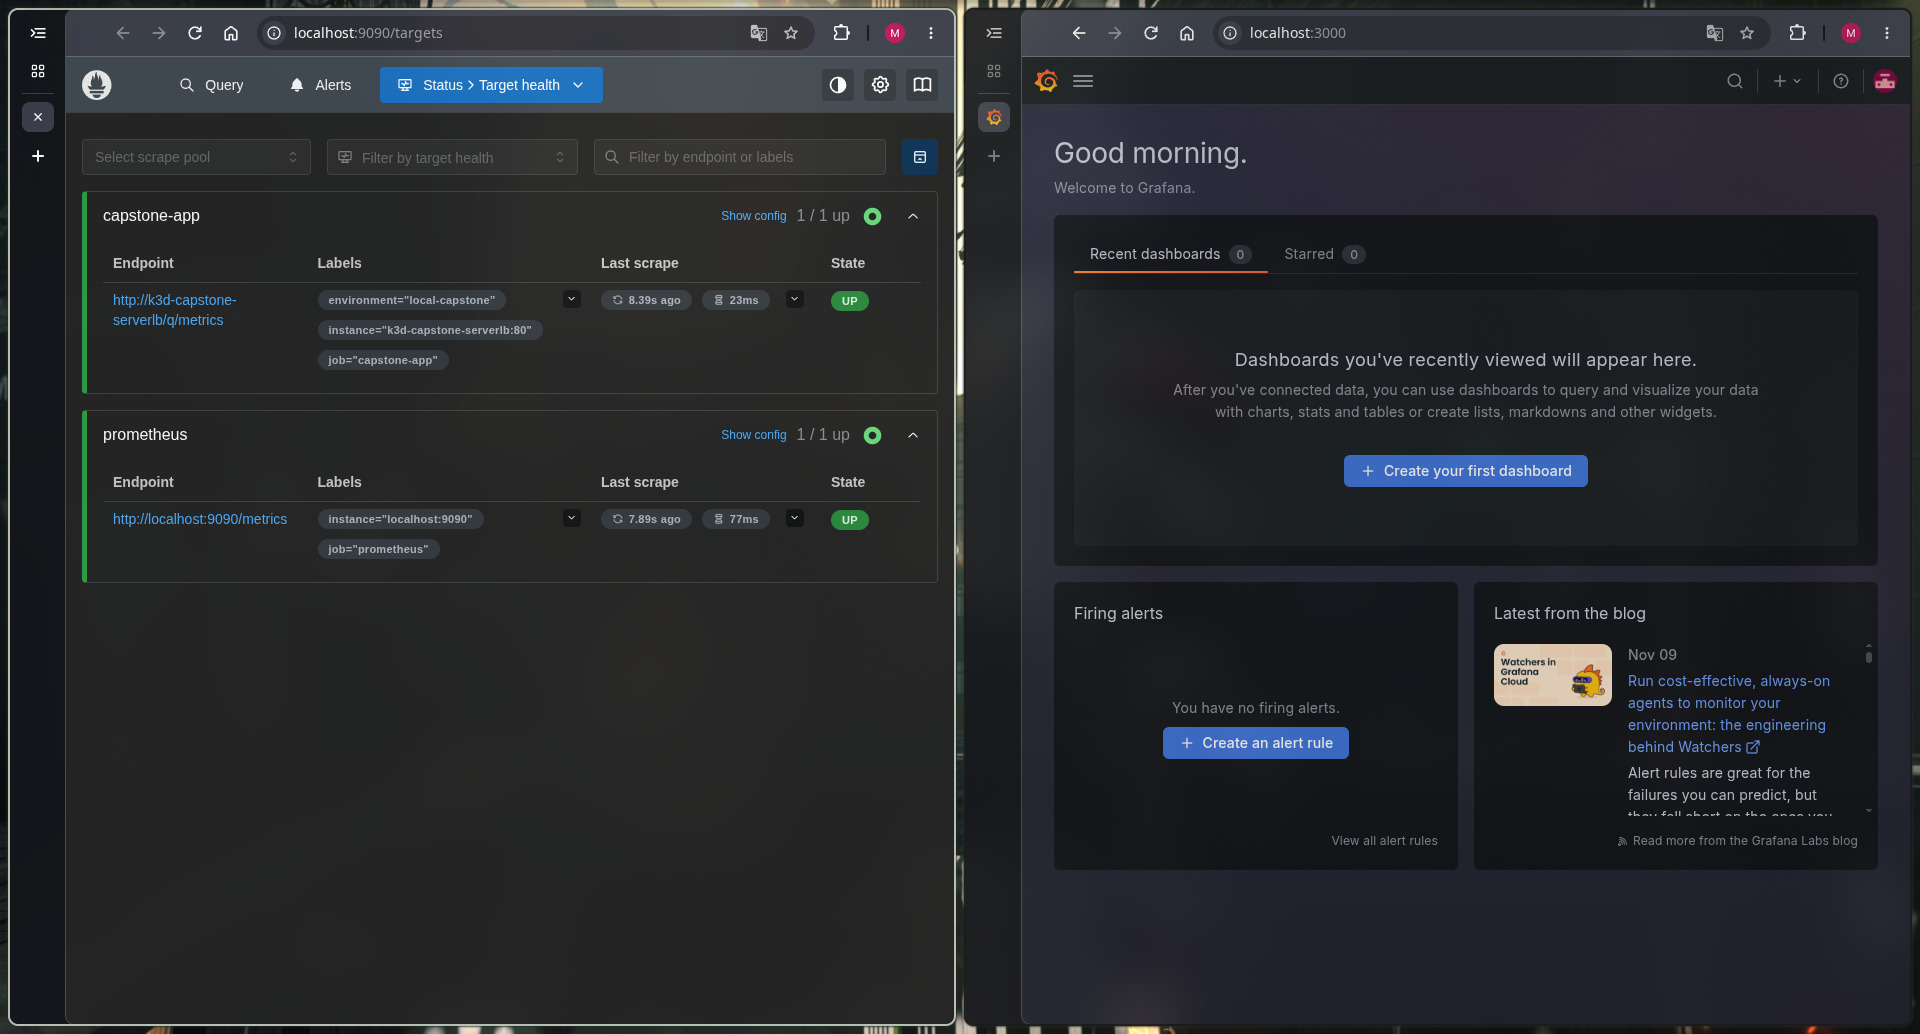 localhost:9090/targets
M
Query
Alerts
Status > Target health
Select scrape pool
Filter by target health
Filter by endpoint or labels
capstone-app
Show config
1 / 1 up
Endpoint
Labels
Last scrape
State
http://k3d-capstone-
serverlb/q/metrics
environment="local-capstone"
8.39s ago
23ms
UP
instance="k3d-capstone-serverlb:80"
job="capstone-app"
prometheus
Show config
1 / 1 up
Endpoint
Labels
Last scrape
State
http://localhost:9090/metrics
instance="localhost:9090"
7.89s ago
77ms
UP
job="prometheus"
localhost:3000
M
Good morning.
Welcome to Grafana.
Recent dashboards 0
Starred 0
Dashboards you've recently viewed will appear here.
After you've connected data, you can use dashboards to query and visualize your data
with charts, stats and tables or create lists, markdowns and other widgets.
Create your first dashboard
Firing alerts
You have no firing alerts.
Create an alert rule
View all alert rules
Latest from the blog
Watchers in
Grafana
Cloud
Nov 09
Run cost-effective, always-on
agents to monitor your
environment: the engineering
behind Watchers
Alert rules are great for the
failures you can predict, but
they fall short on the ones you
Read more from the Grafana Labs blog